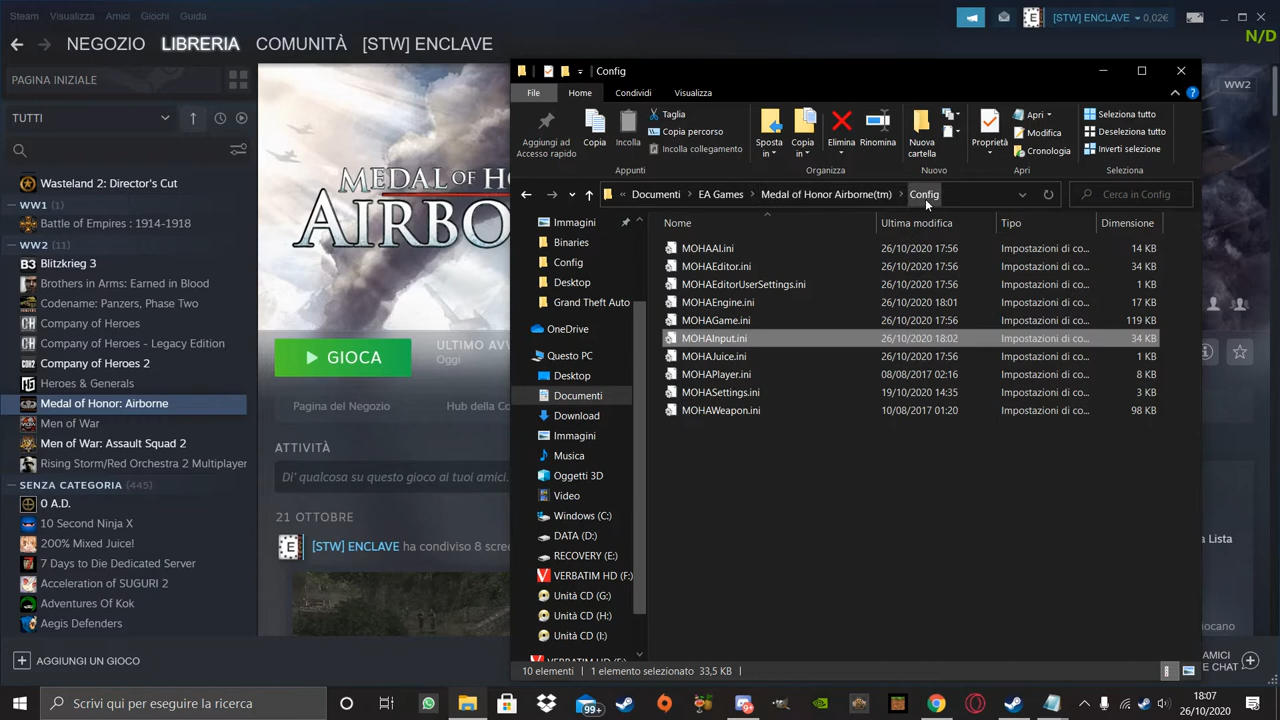 Steam Visualizza Amici Giochi Guida
[STW] ENCLAVE 0,02€
N/D
NEGOZIO LIBRERIA COMUNITÀ [STW] ENCLAVE
PAGINA INIZIALE
TUTTI
Wasteland 2: Director's Cut
WW1 (1)
Battle of Empires : 1914-1918
WW2 (11)
Blitzkrieg 3
Brothers in Arms: Earned in Blood
Codename: Panzers, Phase Two
Company of Heroes
Company of Heroes - Legacy Edition
Company of Heroes 2
Heroes & Generals
Medal of Honor: Airborne
Men of War
Men of War: Assault Squad 2
Rising Storm/Red Orchestra 2 Multiplayer
SENZA CATEGORIA (445)
0 A.D.
10 Second Ninja X
200% Mixed Juice!
7 Days to Die Dedicated Server
Acceleration of SUGURI 2
Adventures Of Kok
Aegis Defenders
AGGIUNGI UN GIOCO
MEDAL OF H
AIRB
WW2
GIOCA
ULTIMO AVV
Oggi
Pagina del Negozio Hub della C
ATTIVITÀ
Di' qualcosa su questo gioco ai tuoi amici.
21 OTTOBRE
[STW] ENCLAVE ha condiviso 8 scre
a Lista
giocano
AMICI
E CHAT
Config
File Home Condividi Visualizza
Aggiungi ad
Accesso rapido
Copia
Incolla
Taglia
Copia percorso
Incolla collegamento
Appunti
Sposta
in
Copia
in
Elimina
Rinomina
Organizza
Nuova
cartella
Nuovo
Proprietà
Apri
Modifica
Cronologia
Apri
Seleziona tutto
Deseleziona tutto
Inverti selezione
Seleziona
« Documenti EA Games Medal of Honor Airborne(tm) Config
Cerca in Config
Immagini
Binaries
Config
Desktop
Grand Theft Auto
OneDrive
Questo PC
Desktop
Documenti
Download
Immagini
Musica
Oggetti 3D
Video
Windows (C:)
DATA (D:)
RECOVERY (E:)
VERBATIM HD (F:)
Unità CD (G:)
Unità CD (H:)
Unità CD (I:)
VERBATIM HD (F:)
Nome Ultima modifica Tipo Dimensione
MOHAAI.ini 26/10/2020 17:56 Impostazioni di co... 14 KB
MOHAEditor.ini 26/10/2020 17:56 Impostazioni di co... 34 KB
MOHAEditorUserSettings.ini 26/10/2020 17:56 Impostazioni di co... 1 KB
MOHAEngine.ini 26/10/2020 18:01 Impostazioni di co... 17 KB
MOHAGame.ini 26/10/2020 17:56 Impostazioni di co... 119 KB
MOHAInput.ini 26/10/2020 18:02 Impostazioni di co... 34 KB
MOHAJuice.ini 26/10/2020 17:56 Impostazioni di co... 1 KB
MOHAPlayer.ini 08/08/2017 02:16 Impostazioni di co... 8 KB
MOHASettings.ini 19/10/2020 14:35 Impostazioni di co... 3 KB
MOHAWeapon.ini 10/08/2017 01:20 Impostazioni di co... 98 KB
10 elementi 1 elemento selezionato 33,5 KB
Scrivi qui per eseguire la ricerca
99+
9+
18:07
26/10/2020